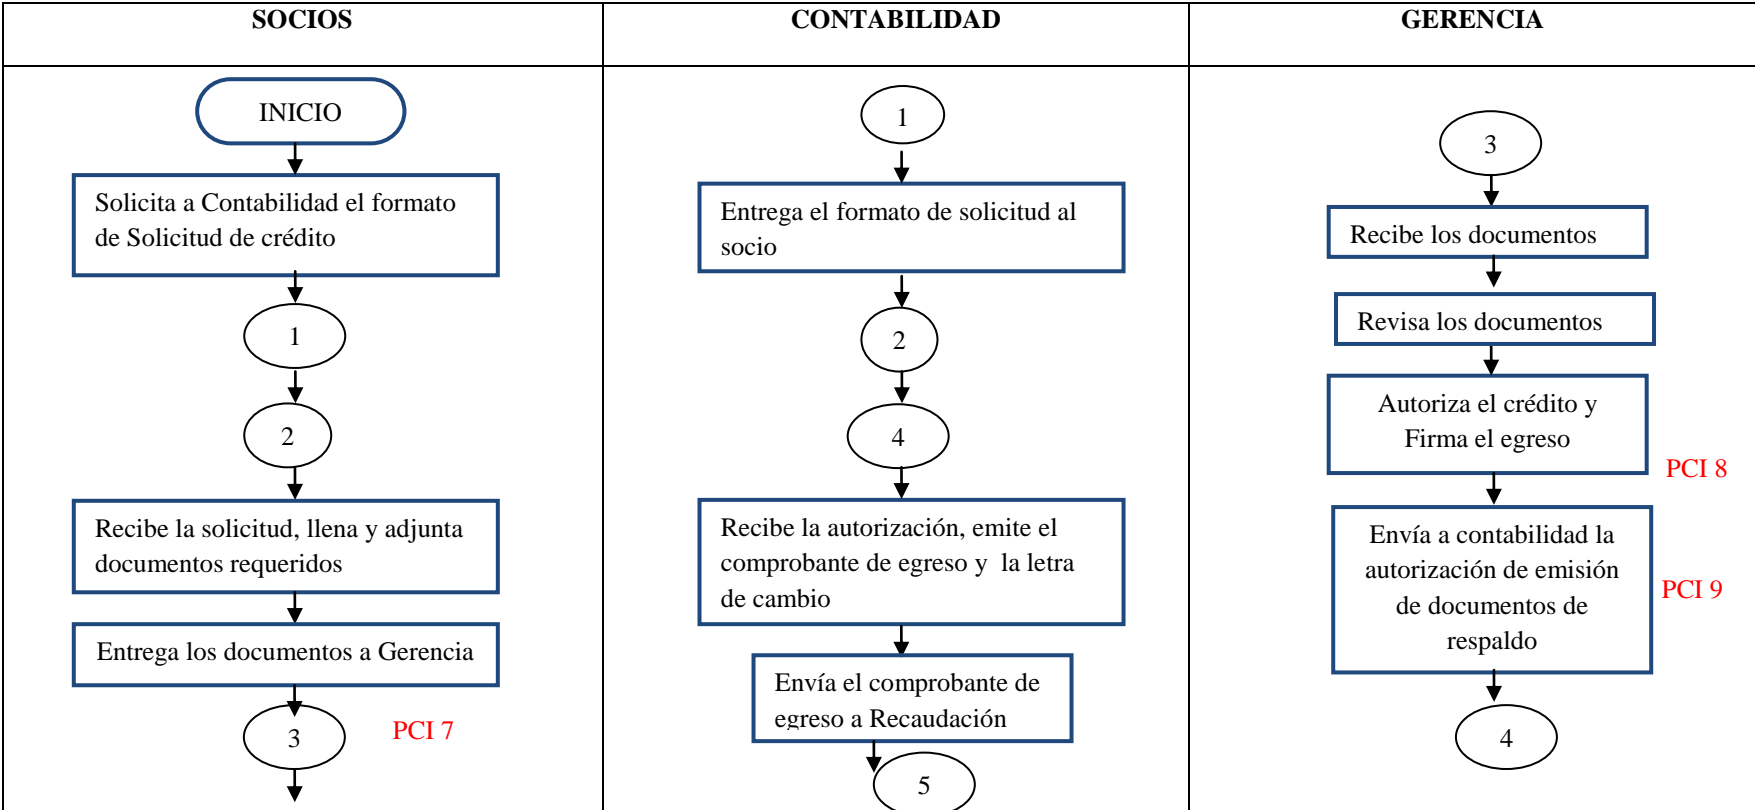 SOCIOS
CONTABILIDAD
GERENCIA
INICIO
Solicita a Contabilidad el formato
de Solicitud de crédito
1
2
Recibe la solicitud, llena y adjunta
documentos requeridos
Entrega los documentos a Gerencia
3
PCI 7
1
Entrega el formato de solicitud al
socio
2
4
Recibe la autorización, emite el
comprobante de egreso y  la letra
de cambio
Envía el comprobante de
egreso a Recaudación
5
3
Recibe los documentos
Revisa los documentos
Autoriza el crédito y
Firma el egreso
PCI 8
Envía a contabilidad la
autorización de emisión
de documentos de
respaldo
PCI 9
4